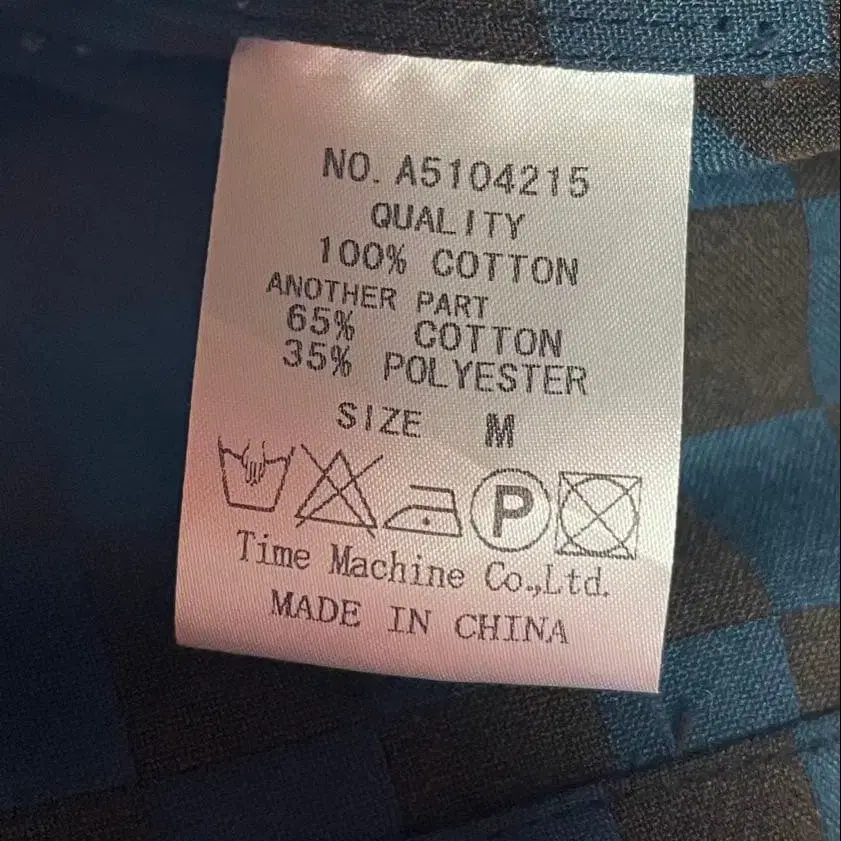 NO. A5104215
QUALITY
100% COTTON
ANOTHER PART
65% COTTON
35% POLYESTER
SIZE M
P
Time Machine Co.,Ltd.
MADE IN CHINA